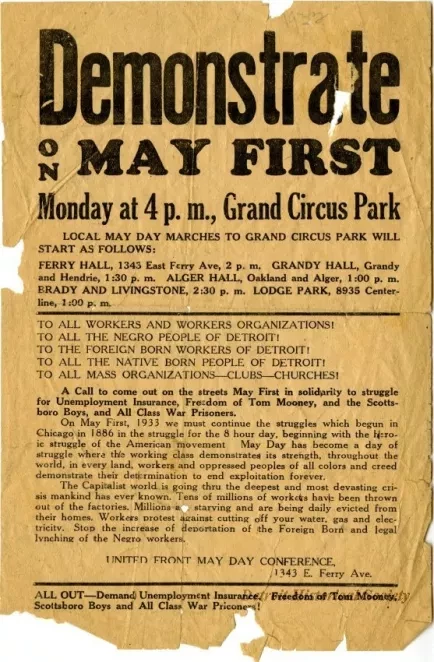 Demonstrate
ON MAY FIRST
Monday at 4 p. m., Grand Circus Park
LOCAL MAY DAY MARCHES TO GRAND CIRCUS PARK WILL
START AS FOLLOWS:
FERRY HALL, 1343 East Ferry Ave, 2 p. m. GRANDY HALL, Grandy
and Hendrie, 1:30 p. m. ALGER HALL, Oakland and Alger, 1:00 p. m.
BRADY AND LIVINGSTONE, 2:30 p. m. LODGE PARK, 8935 Center-
line, 1:00 p. m.
TO ALL WORKERS AND WORKERS ORGANIZATIONS!
TO ALL THE NEGRO PEOPLE OF DETROIT!
TO THE FOREIGN BORN WORKERS OF DETROIT!
TO ALL THE NATIVE BORN PEOPLE OF DETROIT!
TO ALL MASS ORGANIZATIONS—CLUBS—CHURCHES!
A Call to come out on the streets May First in solidarity to struggle
for Unemployment Insurance, Freedom of Tom Mooney, and the Scotts-
boro Boys, and All Class War Prisoners.
On May First, 1933 we must continue the struggles which begun in
Chicago in 1886 in the struggle for the 8 hour day, beginning with the hero-
ic struggle of the American movement May Day has become a day of
struggle where the working class demonstrates its strength, throughout the
world, in every land, workers and oppressed peoples of all colors and creed
demonstrate their determination to end exploitation forever.
The Capitalist world is going thru the deepest and most devasting cri-
sis mankind has ever known. Tens of millions of workers have been thrown
out of the factories. Millions a starving and are being daily evicted from
their homes. Workers protest against cutting off your water, gas and elec-
tricity. Stop the increase of deportation of the Foreign Born and legal
lynching of the Negro workers.
UNITED FRONT MAY DAY CONFERENCE,
1343 E. Ferry Ave.
ALL OUT—Demand Unemployment Insurance, Freedom of Tom Mooney,
Scottsboro Boys and All Class War Priconers!
Detroit Historical Society